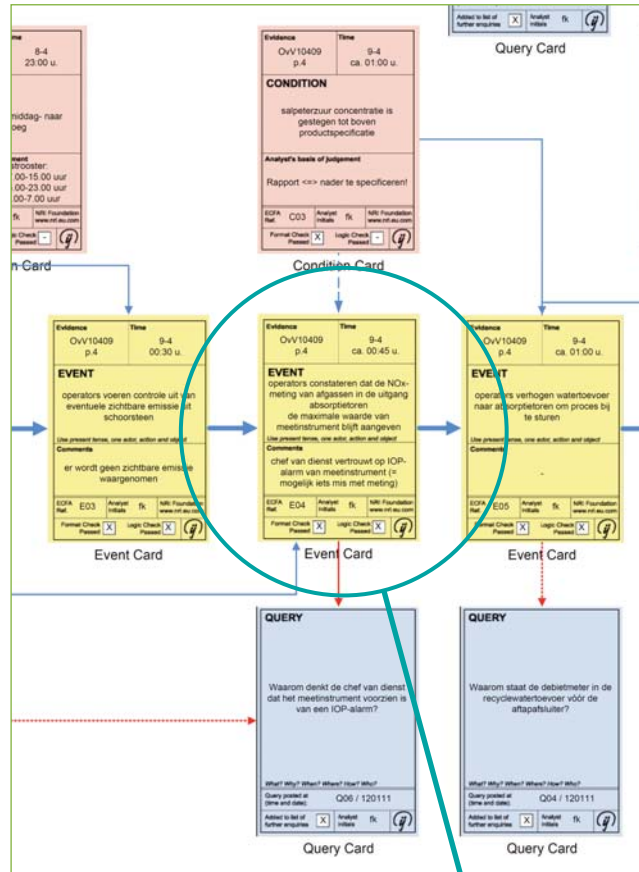 Added to list of further enquiries X Analyst initials fk
Query Card
me
8-4
23:00 u.
middag- naar
oeg
ment
strooster:
.00-15.00 uur
.00-23.00 uur
.00-7.00 uur
fk NRI Foundation www.nri.eu.com
gic Check Passed -
n Card
Evidence Time
OvV10409 9-4
p.4 ca. 01:00 u.
CONDITION
salpeterzuur concentratie is
gestegen tot boven
productspecificatie
Analyst's basis of judgement
Rapport <=> nader te specificeren!
ECFA Ref. C03 Analyst Initials fk NRI Foundation www.nri.eu.com
Format Check Passed X Logic Check Passed -
Condition Card
Evidence Time
OvV10409 9-4
p.4 00:30 u.
EVENT
operators voeren controle uit van
eventuele zichtbare emissie uit
schoorsteen
Use present tense, one actor, action and object
Comments
er wordt geen zichtbare emissie
waargenomen
ECFA Ref. E03 Analyst Initials fk NRI Foundation www.nri.eu.com
Format Check Passed X Logic Check Passed X
Event Card
Evidence Time
OvV10409 9-4
p.4 ca. 00:45 u.
EVENT
operators constateren dat de NOx-
meting van afgassen in de uitgang
absorptietoren
de maximale waarde van
meetinstrument blijft aangeven
Use present tense, one actor, action and object
Comments
chef van dienst vertrouwt op IOP-
alarm van meetinstrument (=
mogelijk iets mis met meting)
ECFA Ref. E04 Analyst Initials fk NRI Foundation www.nri.eu.com
Format Check Passed X Logic Check Passed X
Event Card
Evidence Time
OvV10409 9-4
p.4 ca. 01:00 u.
EVENT
operators verhogen watertoevoer
naar absorptietoren om proces bij
te sturen
Use present tense, one actor, action and object
Comments
-
ECFA Ref. E05 Analyst Initials fk NRI Foundation www.nri.eu.com
Format Check Passed X Logic Check Passed X
Event Card
QUERY
Waarom denkt de chef van dienst
dat het meetinstrument voorzien is
van een IOP-alarm?
What? Why? When? Where? How? Who?
Query posted at (time and date): Q06 / 120111
Added to list of further enquiries X Analyst initials fk
Query Card
QUERY
Waarom staat de debietmeter in de
recyclewatertoevoer vóór de
aftapafsluiter?
What? Why? When? Where? How? Who?
Query posted at (time and date): Q04 / 120111
Added to list of further enquiries X Analyst initials fk
Query Card